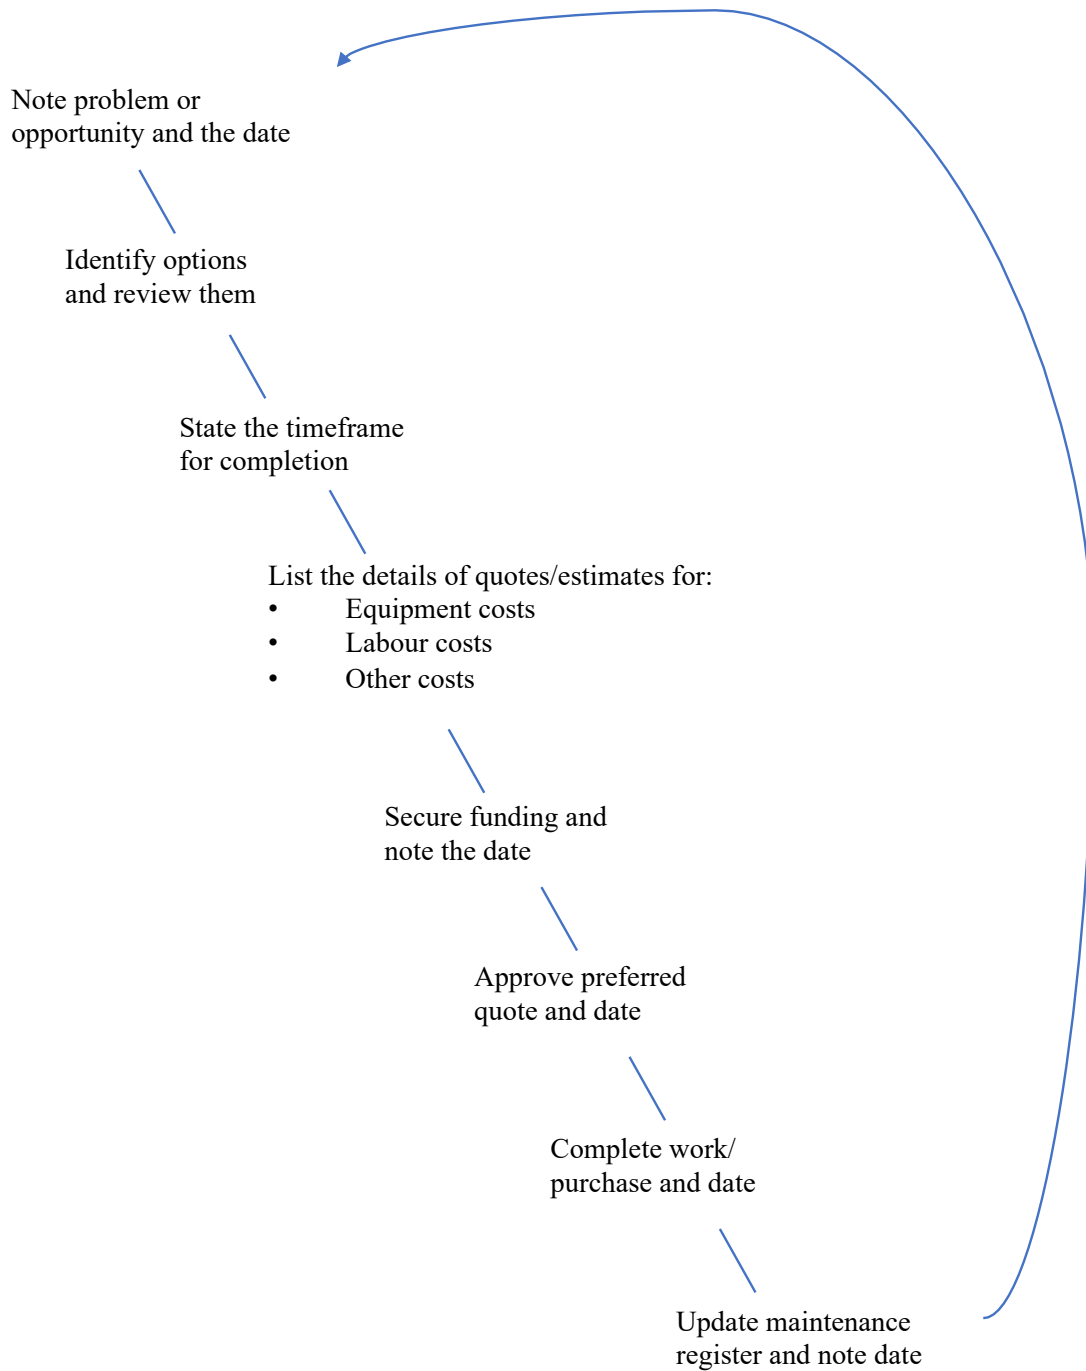 Note problem or
opportunity and the date
Identify options
and review them
State the timeframe
for completion
List the details of quotes/estimates for:
• Equipment costs
• Labour costs
• Other costs
Secure funding and
note the date
Approve preferred
quote and date
Complete work/
purchase and date
Update maintenance
register and note date